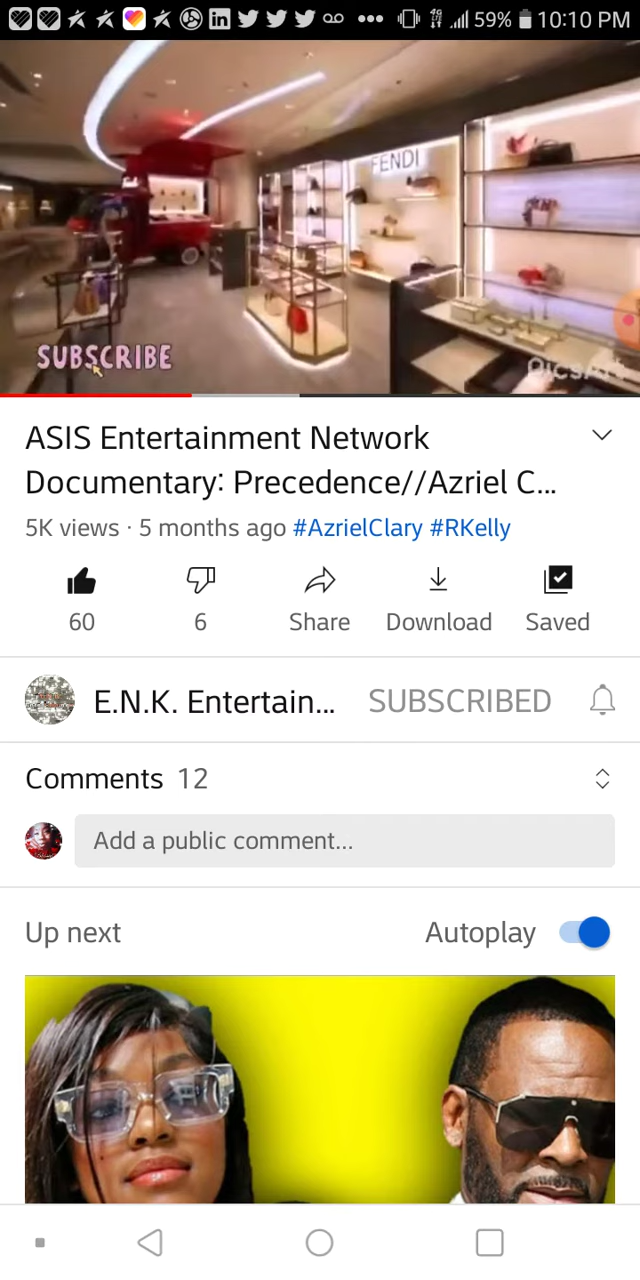 59% 10:10 PM
FENDI
SUBSCRIBE
PicsArt
ASIS Entertainment Network
Documentary: Precedence//Azriel C...
5K views · 5 months ago #AzrielClary #RKelly
60 6 Share Download Saved
E.N.K. Entertain... SUBSCRIBED
Comments 12
Add a public comment...
Up next Autoplay